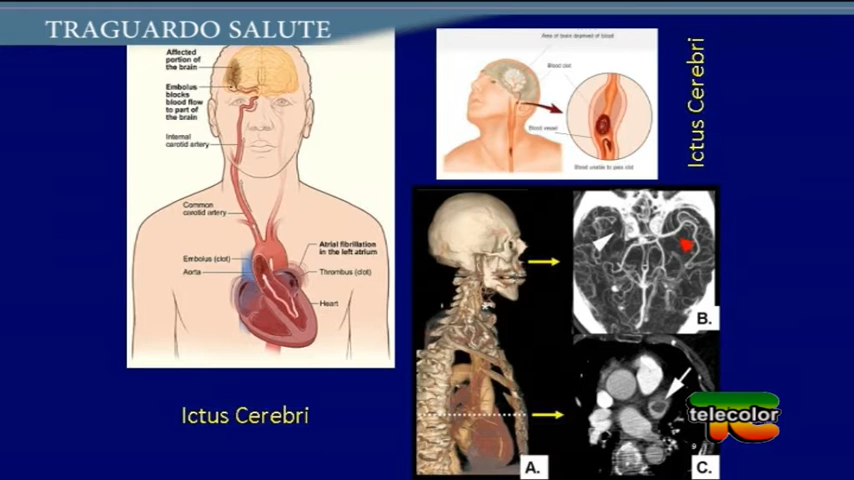 TRAGUARDO SALUTE
Affected
portion of
the brain
Embolus
blocks
blood flow
to part of
the brain
Internal
carotid artery
Common
carotid artery
Embolus (clot)
Aorta
Atrial fibrillation
in the left atrium
Thrombus (clot)
Heart
Ictus Cerebri
Area of brain deprived of blood
Blood clot
Blood vessel
Blood unable to pass clot
Ictus Cerebri
A.
B.
C.
9
telecolor
TC